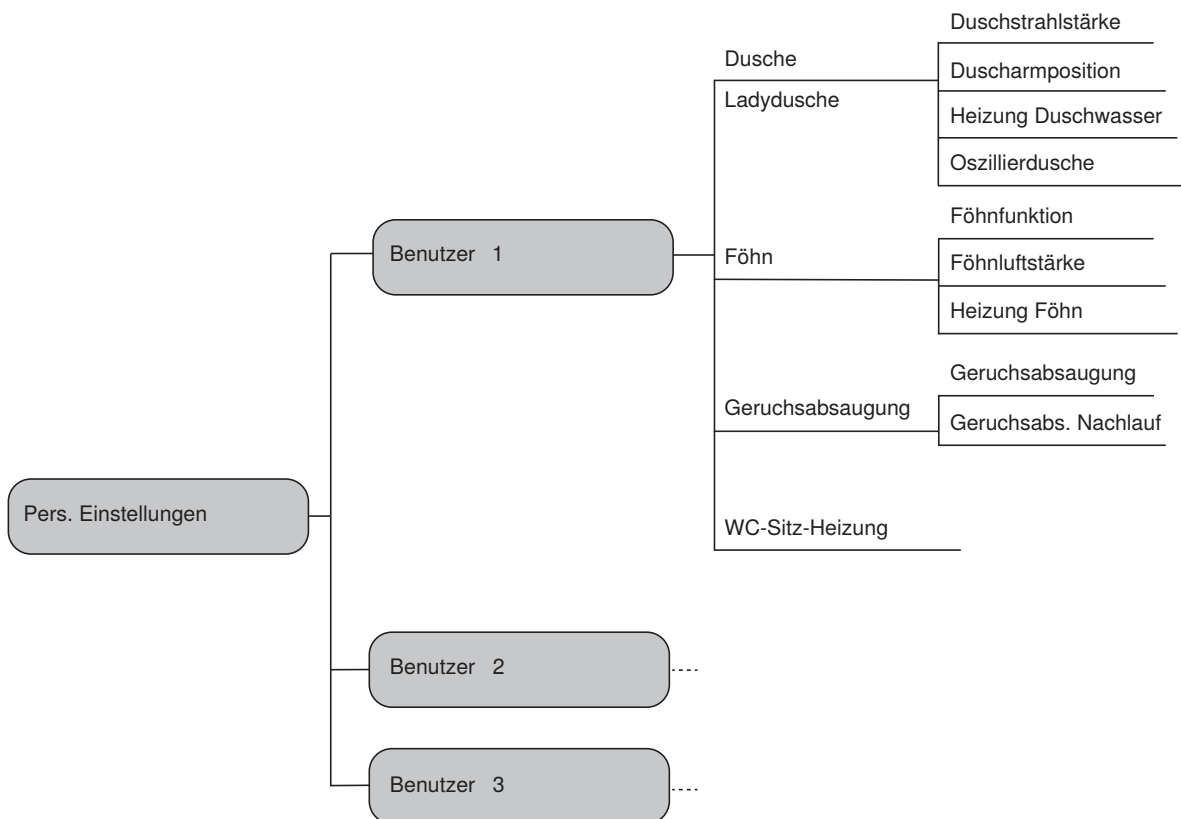 Pers. Einstellungen
Benutzer 1
Dusche
Ladydusche
Duschstrahlstärke
Duscharmposition
Heizung Duschwasser
Oszillierdusche
Föhn
Föhnfunktion
Föhnluftstärke
Heizung Föhn
Geruchsabsaugung
Geruchsabsaugung
Geruchsabs. Nachlauf
WC-Sitz-Heizung
Benutzer 2
Benutzer 3